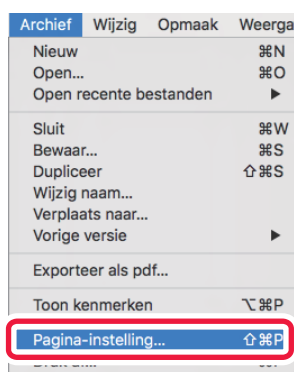 Archief Wijzig Opmaak Weerga
Nieuw ⌘N
Open... ⌘O
Open recente bestanden ▶
Sluit ⌘W
Bewaar... ⌘S
Dupliceer ⇧⌘S
Wijzig naam...
Verplaats naar...
Vorige versie ▶
Exporteer als pdf...
Toon kenmerken ⌥⌘P
Pagina-instelling... ⇧⌘P